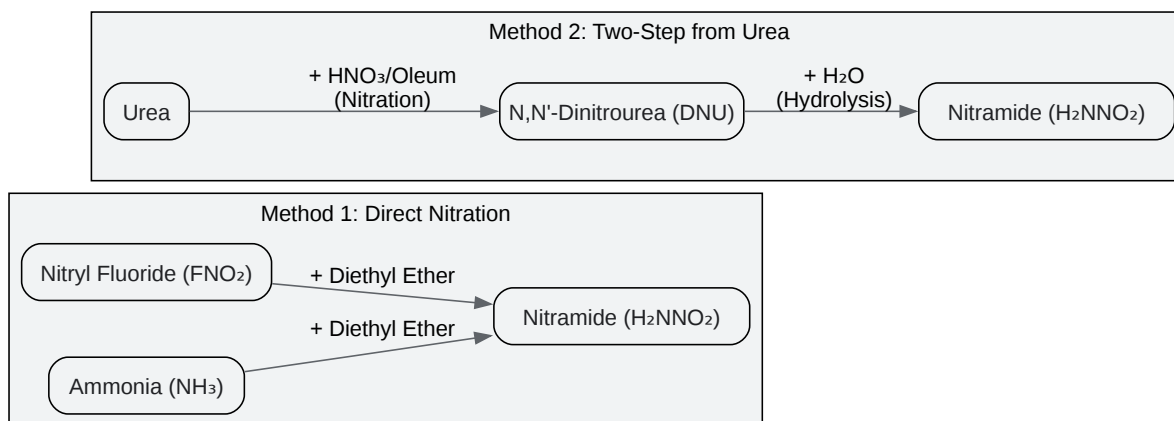 Method 2: Two-Step from Urea
+ HNO₃/Oleum
(Nitration)
+ H₂O
(Hydrolysis)
Urea
N,N'-Dinitrourea (DNU)
Nitramide (H₂NNO₂)
Method 1: Direct Nitration
Nitryl Fluoride (FNO₂)
+ Diethyl Ether
Nitramide (H₂NNO₂)
+ Diethyl Ether
Ammonia (NH₃)